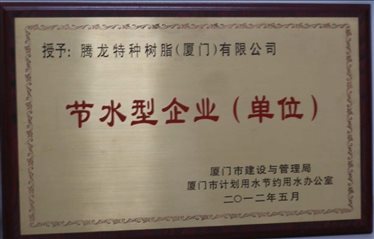 授予：腾龙特种树脂(厦门)有限公司
节水型企业（单位）
厦门市建设与管理局
厦门市计划用水节约用水办公室
二〇一二年五月